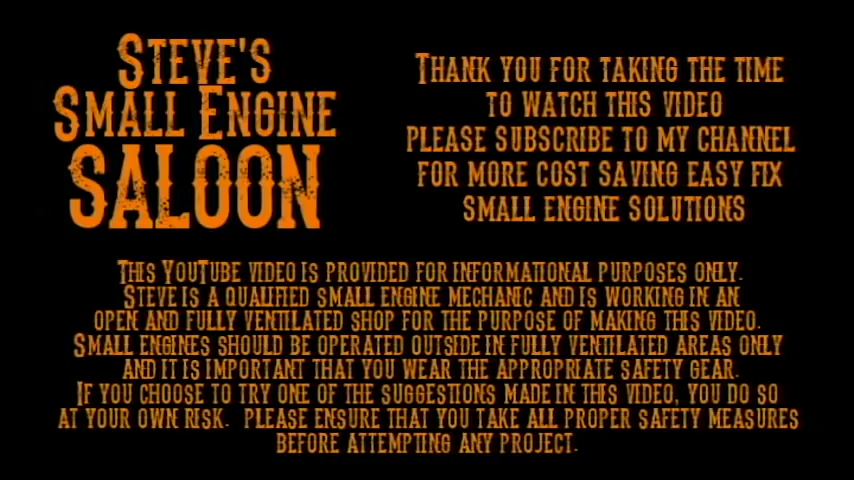 Steve's
Small Engine
SALOON
Thank you for taking the time
to watch this video
please subscribe to my channel
for more cost saving easy fix
small engine solutions
This YouTube video is provided for informational purposes only.
Steve is a qualified small engine mechanic and is working in an
open and fully ventilated shop for the purpose of making this video.
Small engines should be operated outside in fully ventilated areas only
and it is important that you wear the appropriate safety gear.
If you choose to try one of the suggestions made in this video, you do so
at your own risk. Please ensure that you take all proper safety measures
before attempting any project.